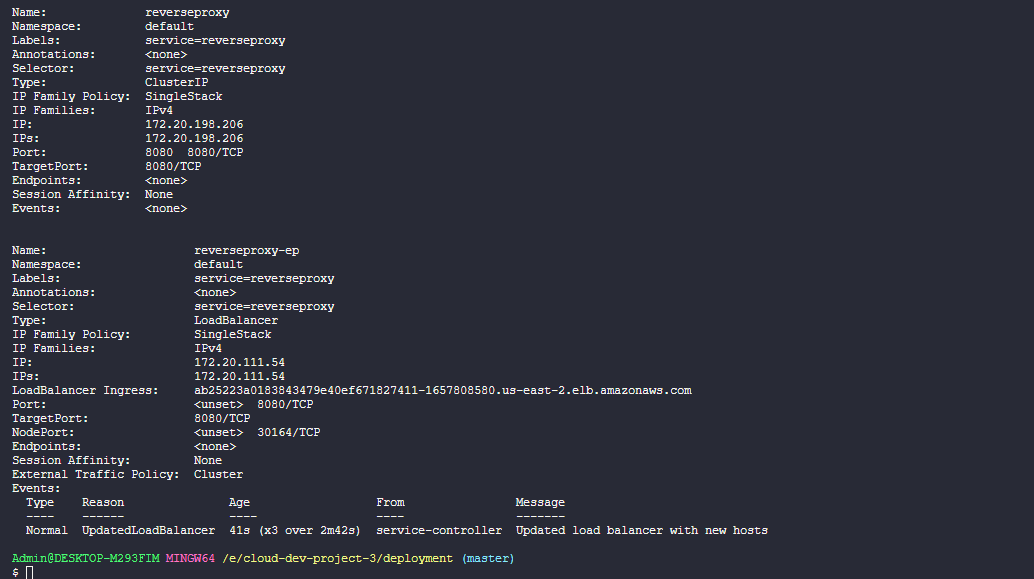 Name: reverseproxy
Namespace: default
Labels: service=reverseproxy
Annotations: <none>
Selector: service=reverseproxy
Type: ClusterIP
IP Family Policy: SingleStack
IP Families: IPv4
IP: 172.20.198.206
IPs: 172.20.198.206
Port: 8080 8080/TCP
TargetPort: 8080/TCP
Endpoints: <none>
Session Affinity: None
Events: <none>
Name: reverseproxy-ep
Namespace: default
Labels: service=reverseproxy
Annotations: <none>
Selector: service=reverseproxy
Type: LoadBalancer
IP Family Policy: SingleStack
IP Families: IPv4
IP: 172.20.111.54
IPs: 172.20.111.54
LoadBalancer Ingress: ab25223a0183843479e40ef671827411-1657808580.us-east-2.elb.amazonaws.com
Port: <unset> 8080/TCP
TargetPort: 8080/TCP
NodePort: <unset> 30164/TCP
Endpoints: <none>
Session Affinity: None
External Traffic Policy: Cluster
Events:
Type Reason Age From Message
---- ------ ---- ---- -------
Normal UpdatedLoadBalancer 41s (x3 over 2m42s) service-controller Updated load balancer with new hosts
Admin@DESKTOP-M293FIM MINGW64 /e/cloud-dev-project-3/deployment (master)
$